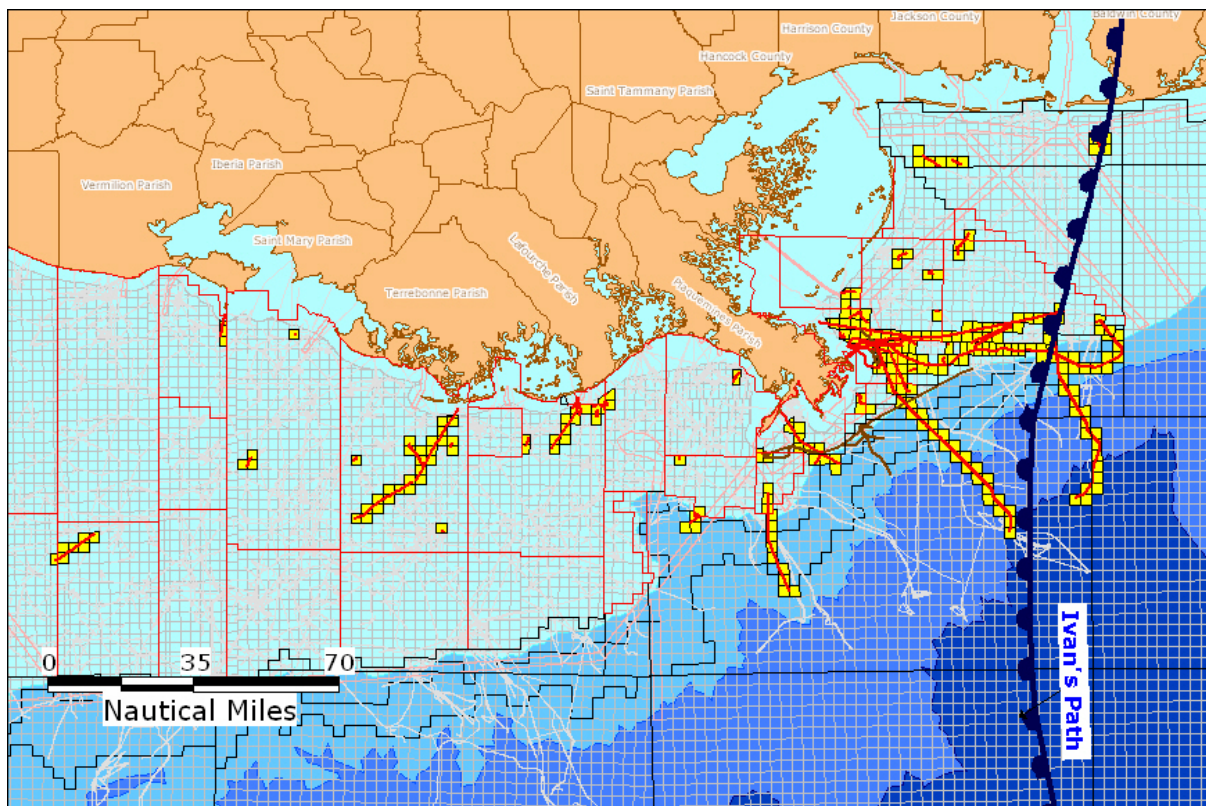 Jackson County
Baldwin County
Harrison County
Hancock County
Saint Tammany Parish
Iberia Parish
Vermilion Parish
Saint Mary Parish
Lafourche Parish
Terrebonne Parish
Plaquemines Parish
0 35 70
Nautical Miles
Ivan's Path